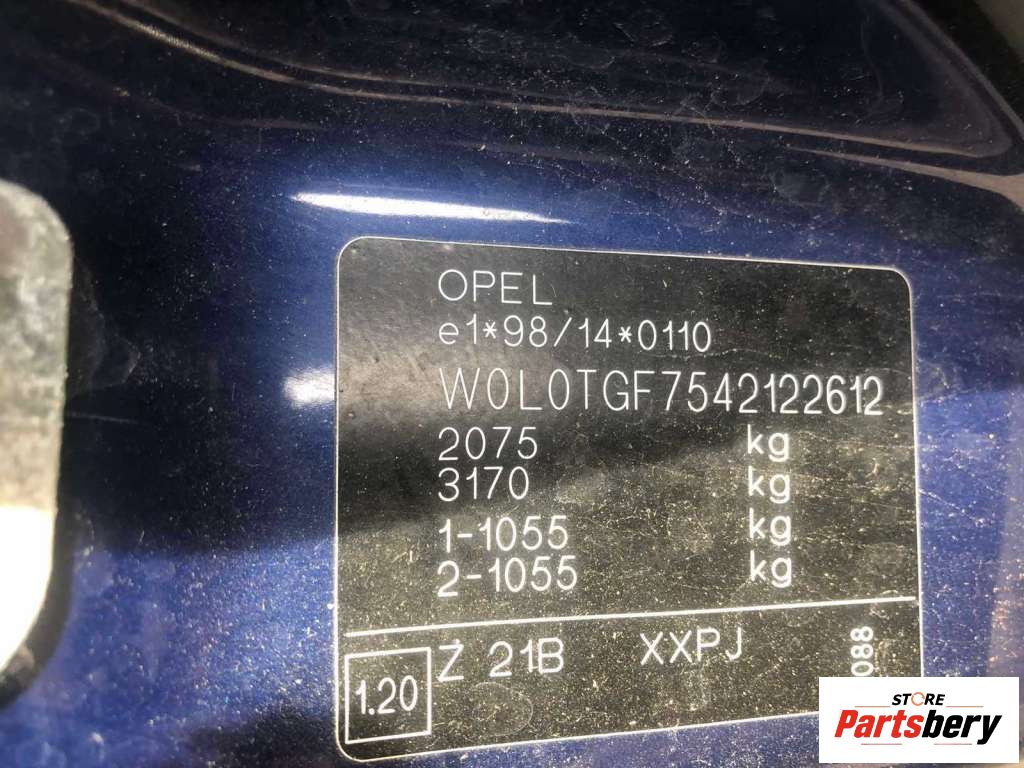 OPEL
e1*98/14*0110
W0L0TGF7542122612
2075 kg
3170 kg
1-1055 kg
2-1055 kg
1.20 Z 21B XXPJ 088
STORE
Partsbery